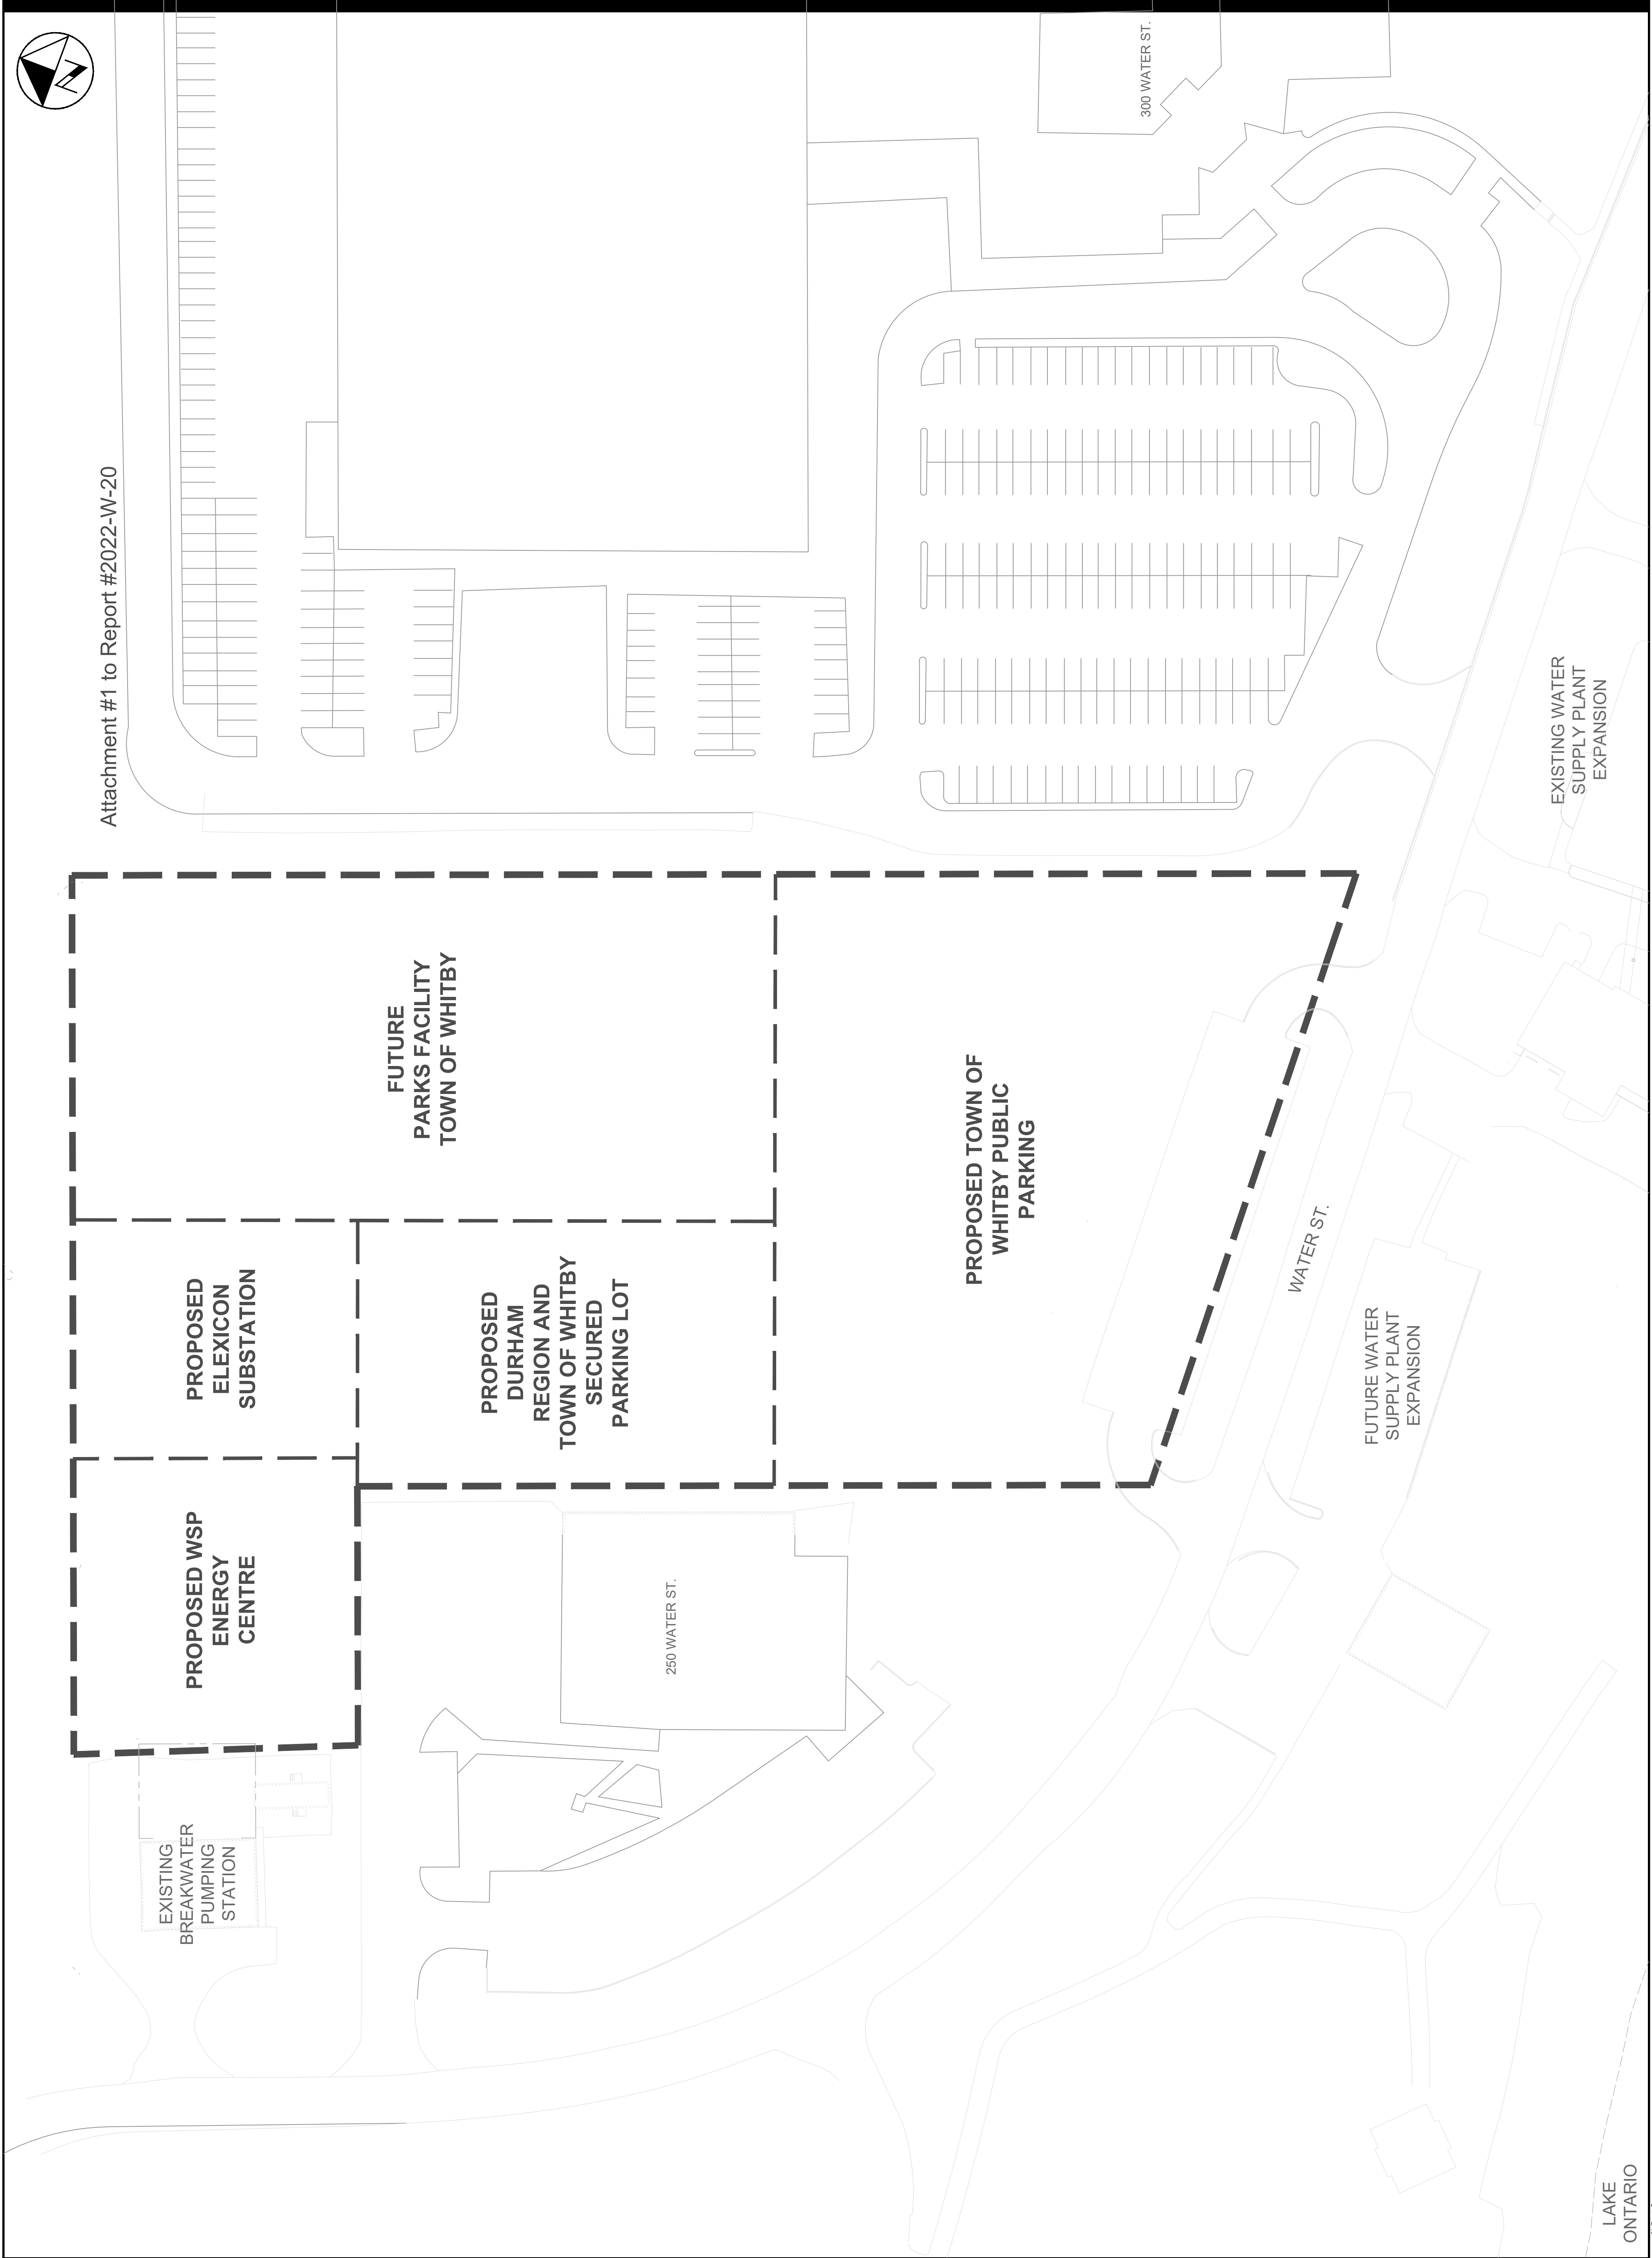 Attachment #1 to Report #2022-W-20
N
300 WATER ST.
FUTURE
PARKS FACILITY
TOWN OF WHITBY
PROPOSED
ELEXICON
SUBSTATION
PROPOSED WSP
ENERGY
CENTRE
PROPOSED
DURHAM
REGION AND
TOWN OF WHITBY
SECURED
PARKING LOT
PROPOSED TOWN OF
WHITBY PUBLIC
PARKING
EXISTING
BREAKWATER
PUMPING
STATION
250 WATER ST.
WATER ST.
EXISTING WATER
SUPPLY PLANT
EXPANSION
FUTURE WATER
SUPPLY PLANT
EXPANSION
LAKE
ONTARIO